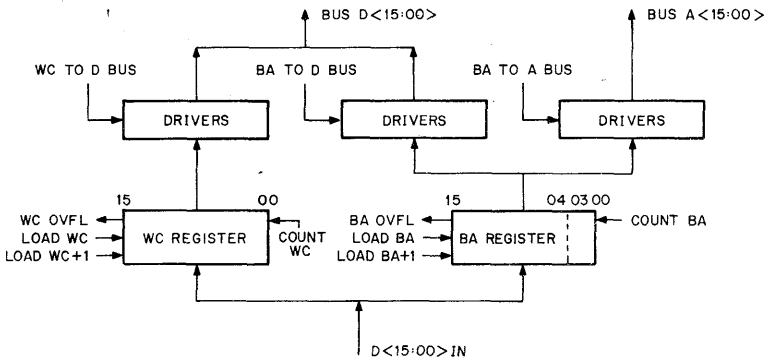 BUS D<15:00>
BUS A<15:00>
WC TO D BUS
BA TO D BUS
BA TO A BUS
DRIVERS
DRIVERS
DRIVERS
15
00
15
04 03 00
WC OVFL
LOAD WC
LOAD WC+1
WC REGISTER
COUNT
WC
BA OVFL
LOAD BA
LOAD BA+1
BA REGISTER
COUNT BA
D<15:00>IN